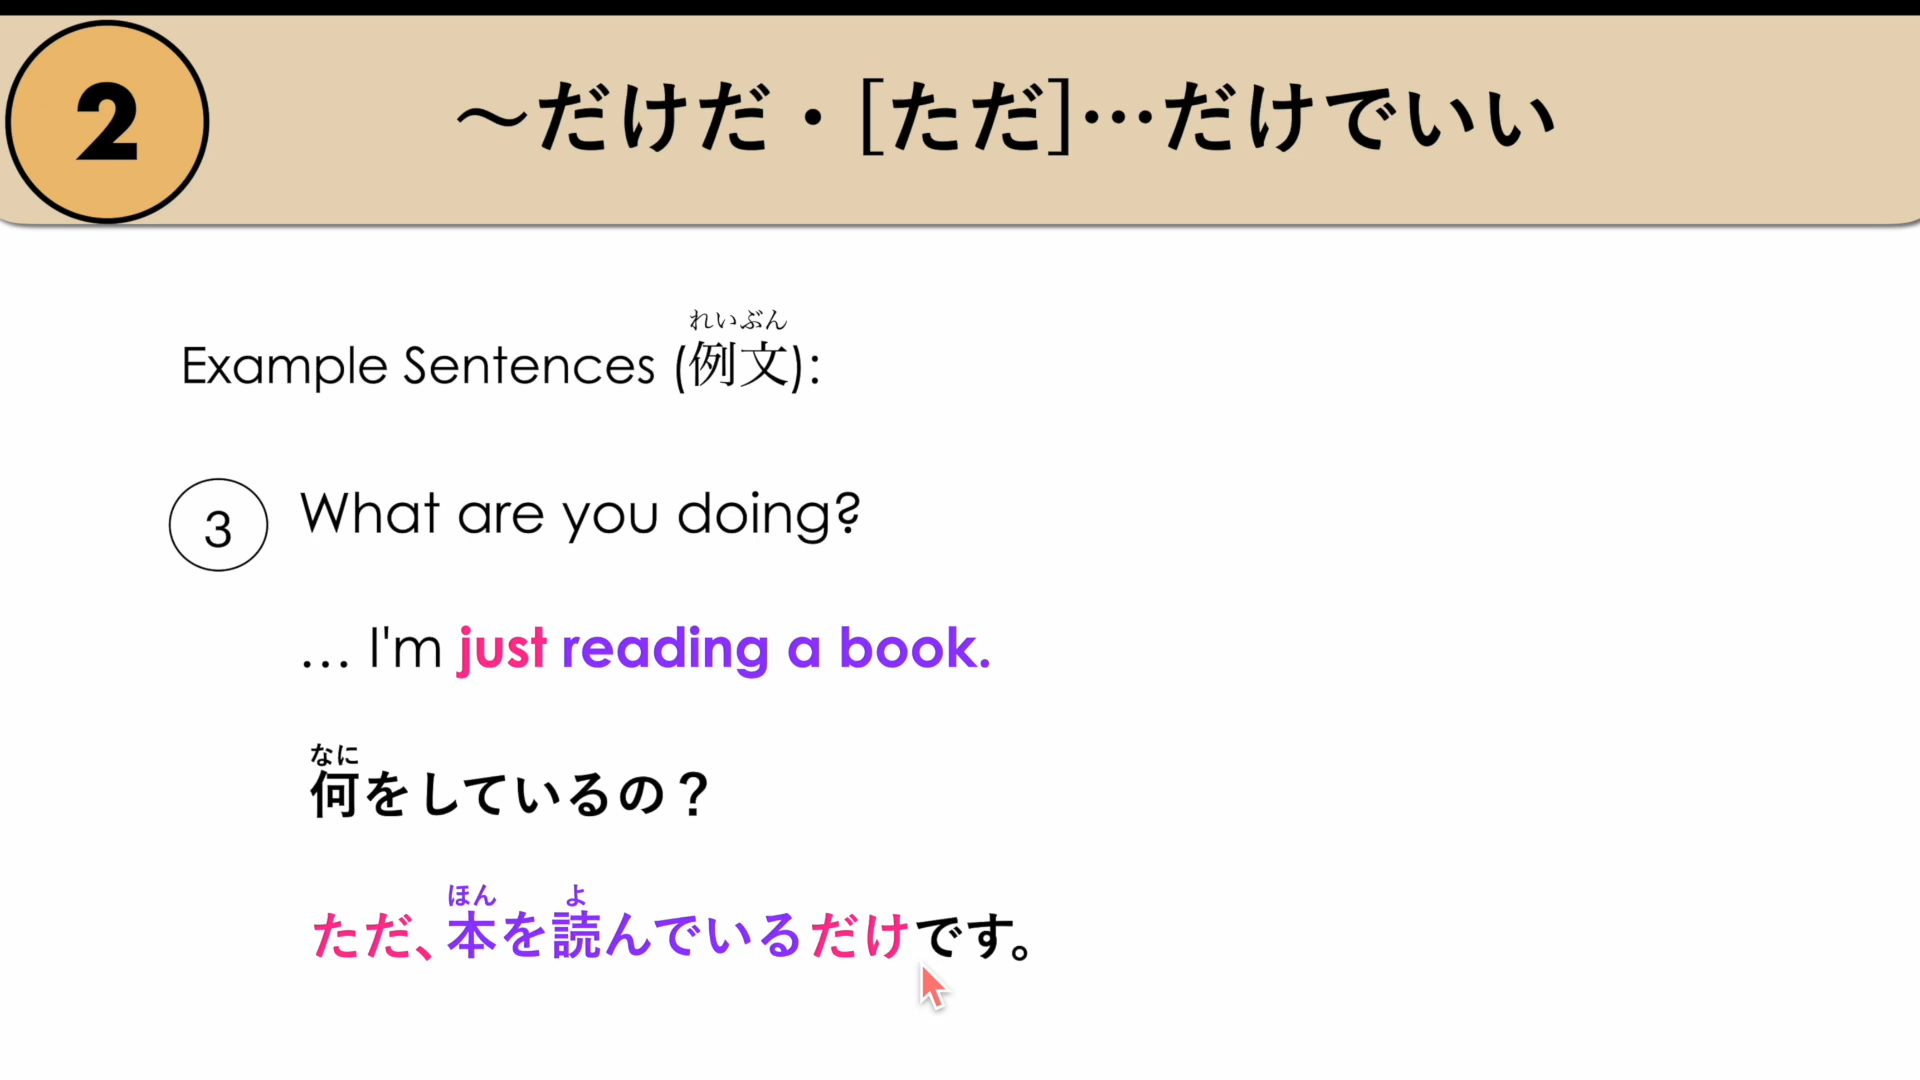 2
～だけだ・[ただ]…だけでいい
れいぶん
Example Sentences (例文):
3
What are you doing?
... I'm just reading a book.
なに
何をしているの？
ほん よ
ただ、本を読んでいるだけです。